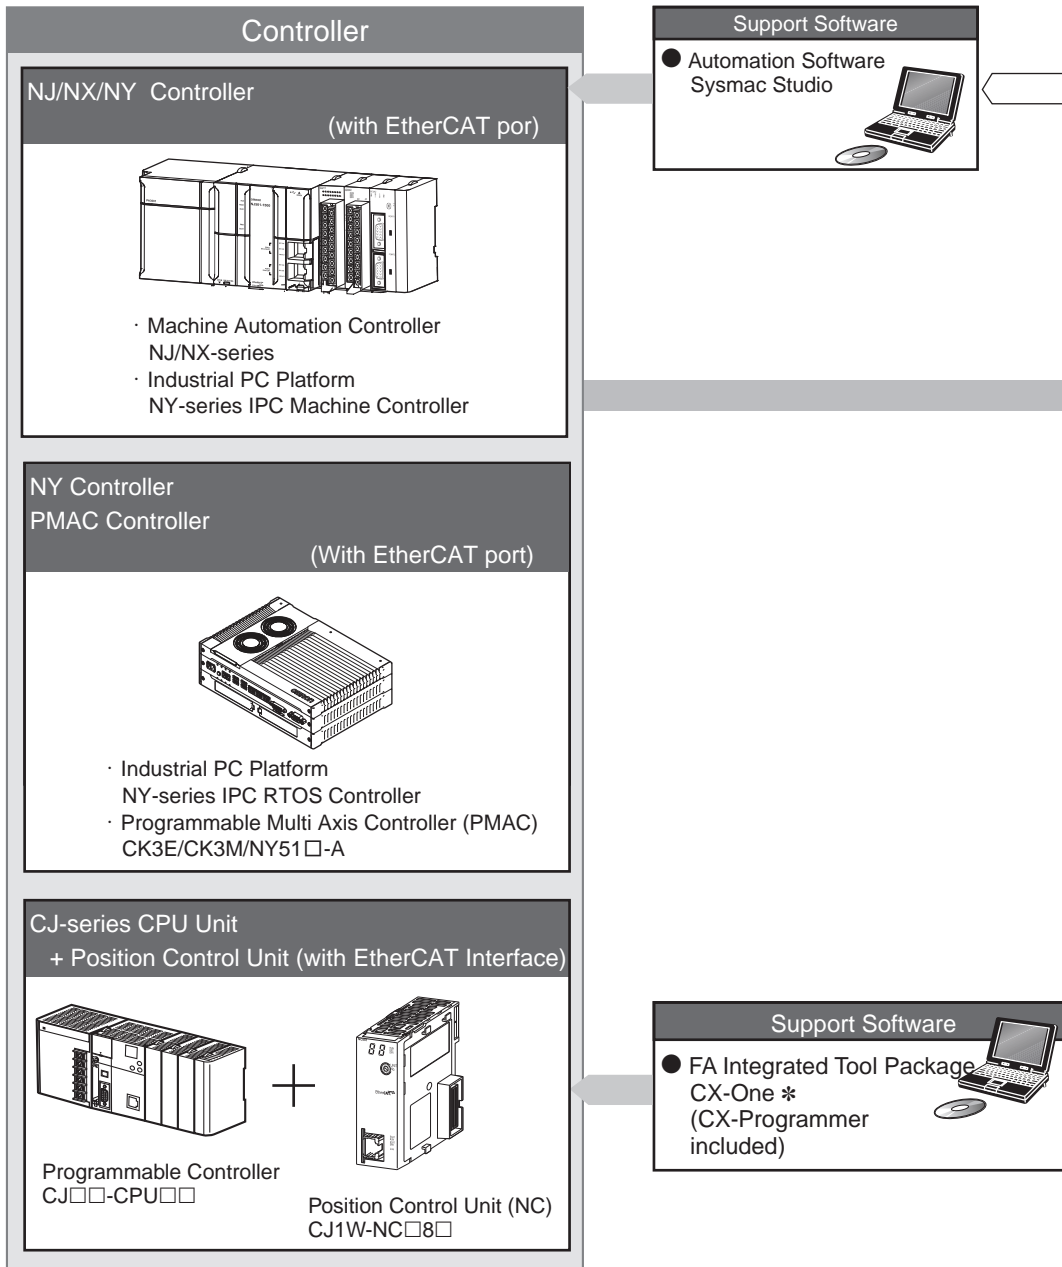 Controller
NJ/NX/NY Controller
(with EtherCAT por)
· Machine Automation Controller
NJ/NX-series
· Industrial PC Platform
NY-series IPC Machine Controller
NY Controller
PMAC Controller
(With EtherCAT port)
· Industrial PC Platform
NY-series IPC RTOS Controller
· Programmable Multi Axis Controller (PMAC)
CK3E/CK3M/NY51□-A
CJ-series CPU Unit
+ Position Control Unit (with EtherCAT Interface)
Programmable Controller
CJ□□-CPU□□
Position Control Unit (NC)
CJ1W-NC□8□
Support Software
● Automation Software
Sysmac Studio
Support Software
● FA Integrated Tool Package
CX-One ✻
(CX-Programmer
included)